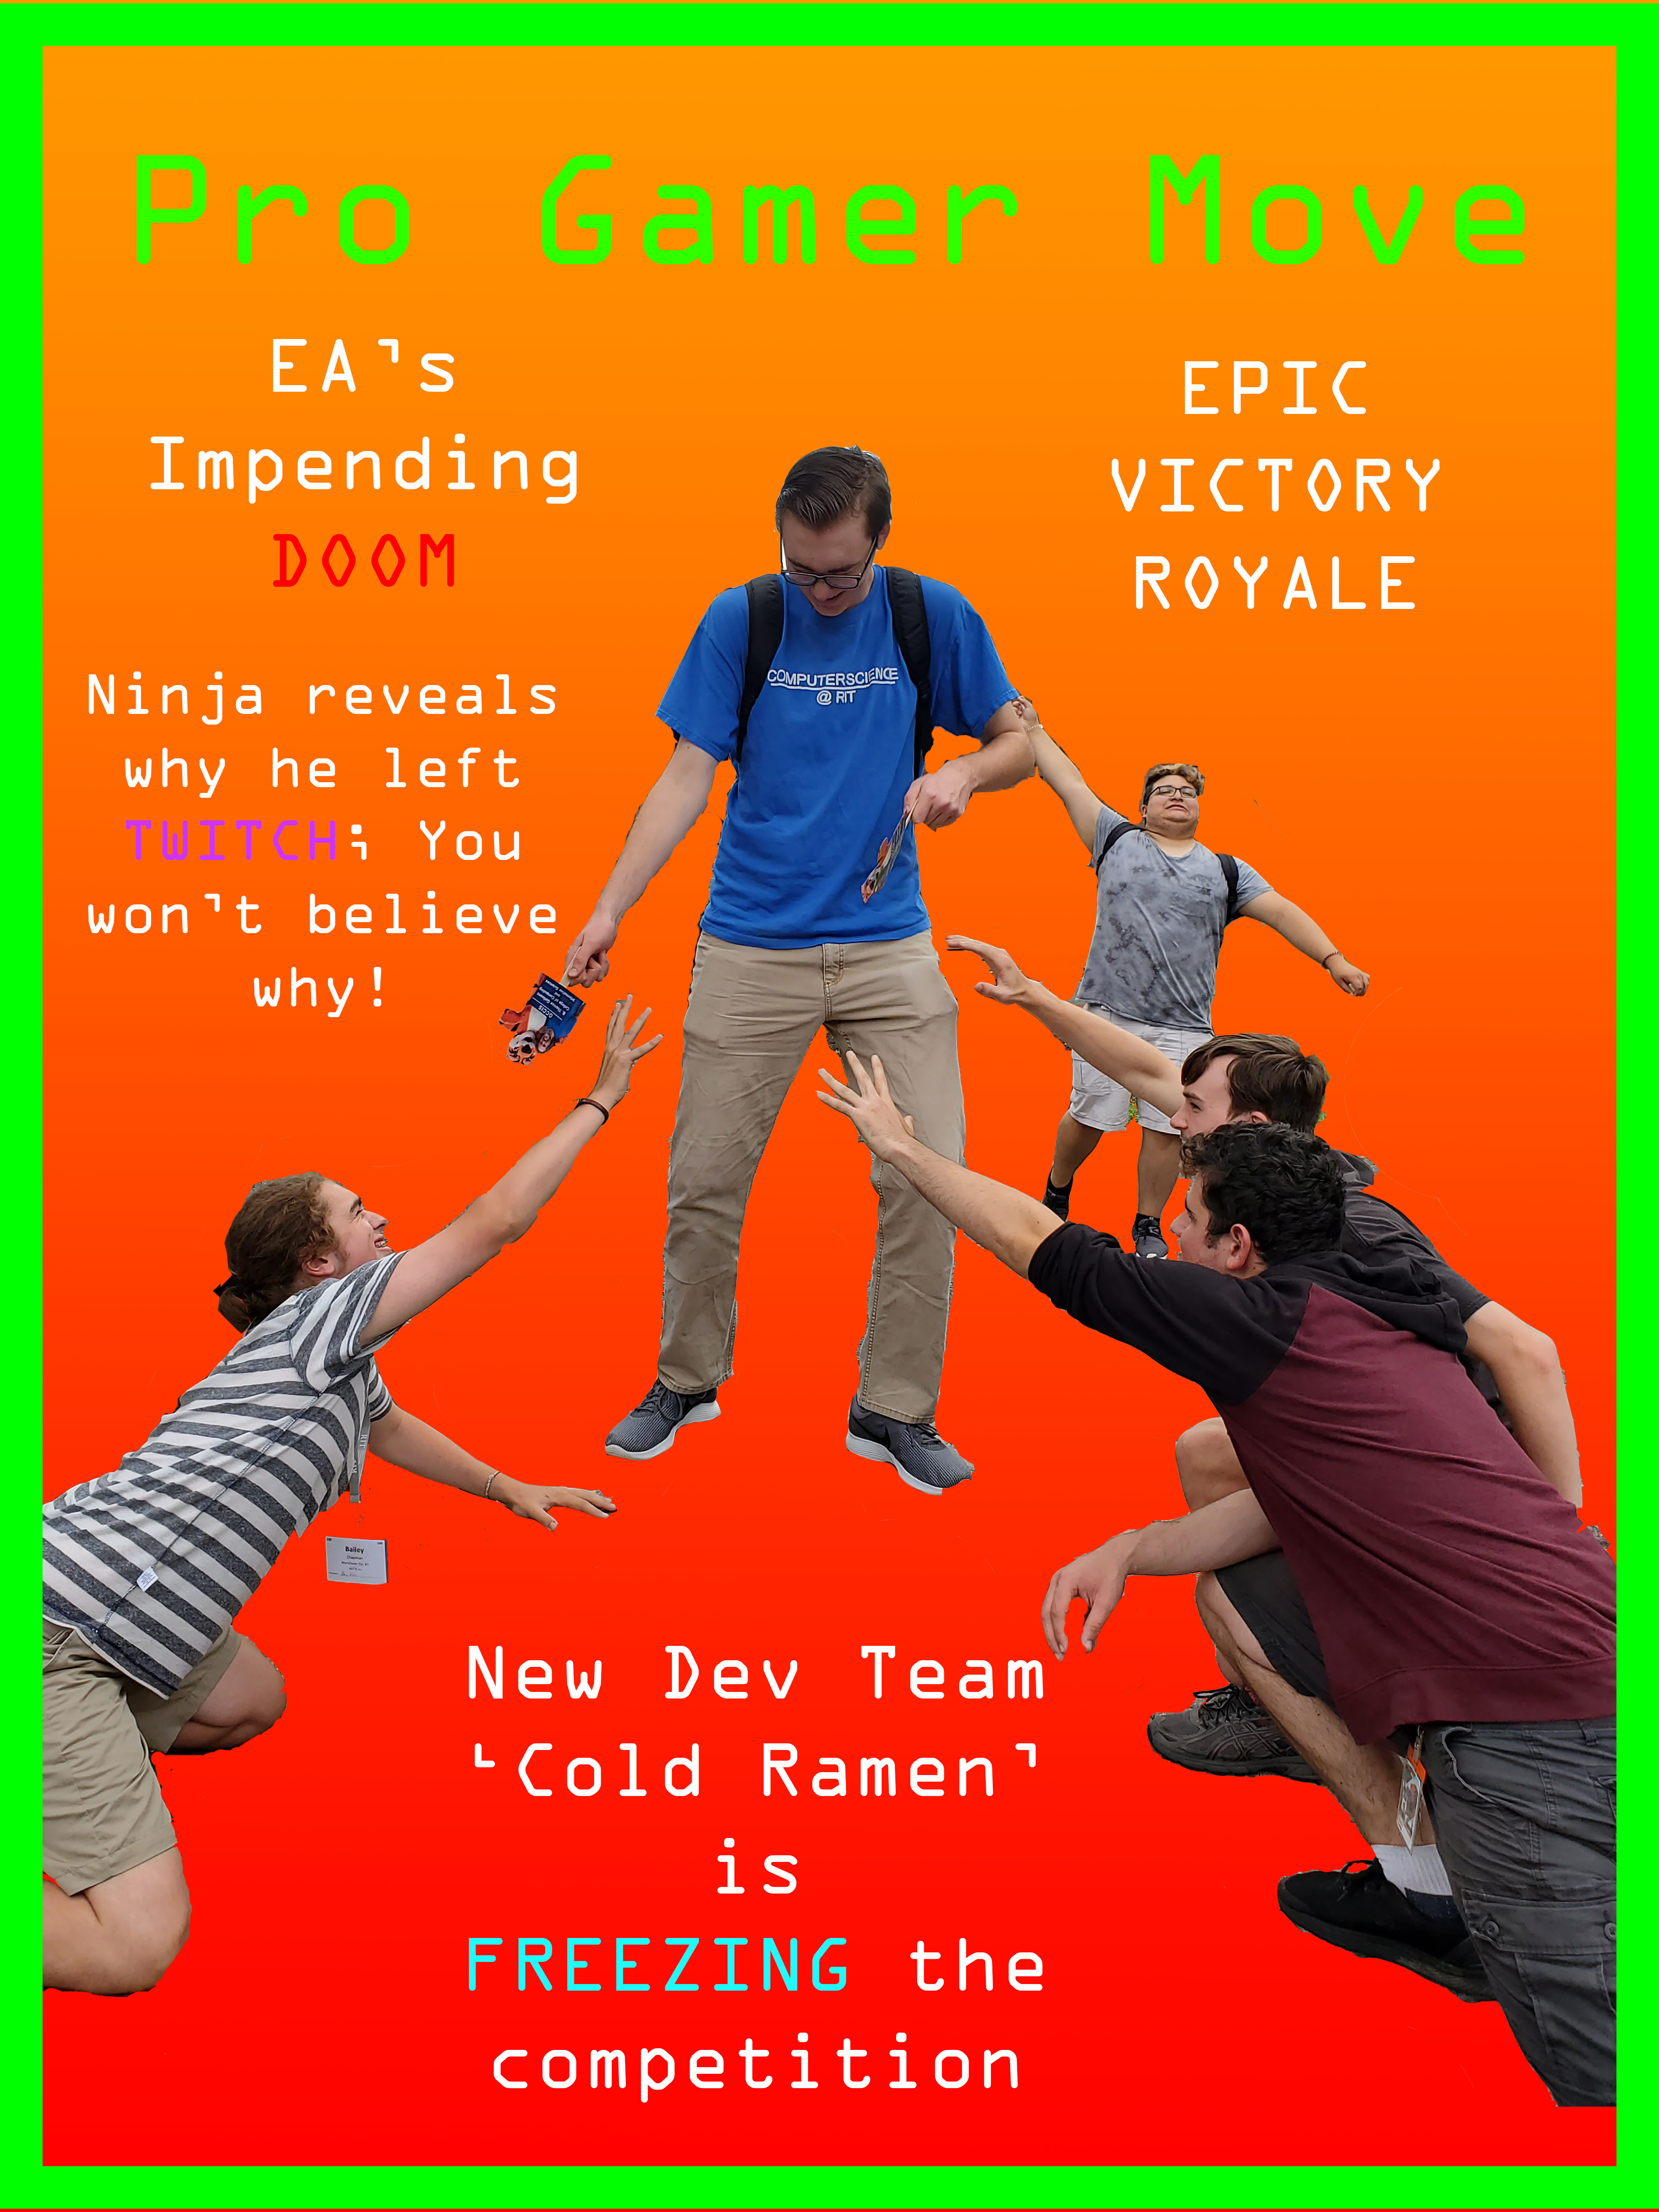 Pro Gamer Move
EA's
Impending
DOOM
EPIC
VICTORY
ROYALE
Ninja reveals
why he left
TWITCH; You
won't believe
why!
COMPUTERSCIENCE
@ RIT
Bailey
New Dev Team
'Cold Ramen'
is
FREEZING the
competition